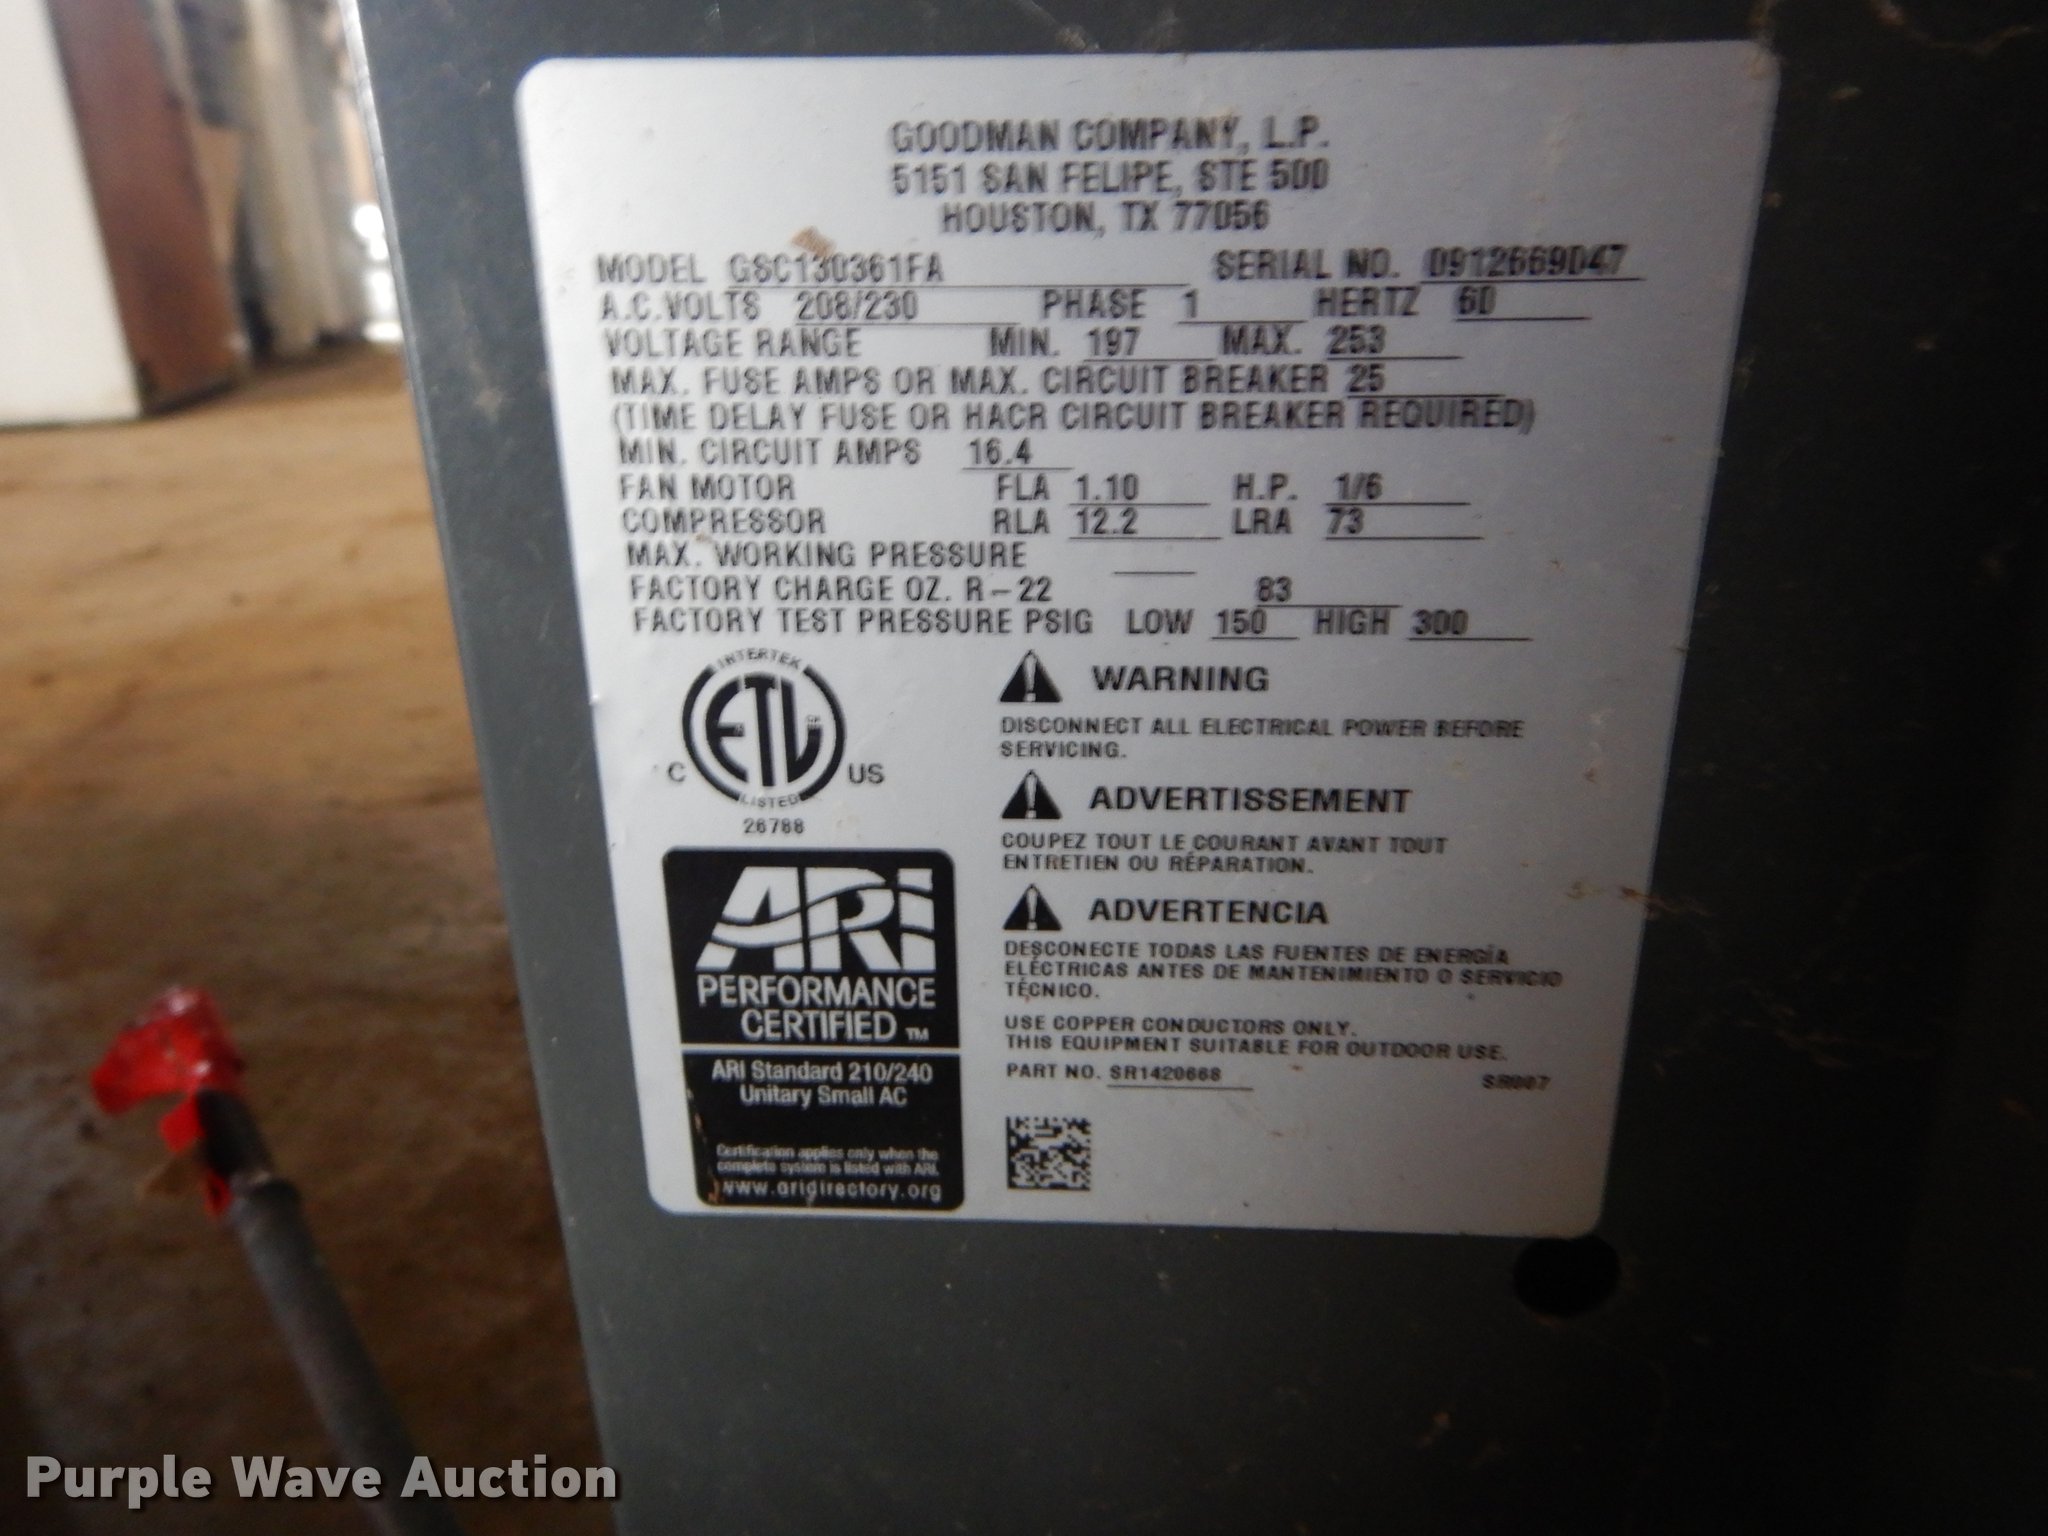 GOODMAN COMPANY, L.P.
5151 SAN FELIPE, STE 500
HOUSTON, TX 77056
MODEL GSC130361FA SERIAL NO. 0912669047
A.C. VOLTS 208/230 PHASE 1 HERTZ 60
VOLTAGE RANGE MIN. 197 MAX. 253
MAX. FUSE AMPS OR MAX. CIRCUIT BREAKER 25
(TIME DELAY FUSE OR HACR CIRCUIT BREAKER REQUIRED)
MIN. CIRCUIT AMPS 16.4
FAN MOTOR FLA 1.10 H.P. 1/6
COMPRESSOR RLA 12.2 LRA 73
MAX. WORKING PRESSURE
FACTORY CHARGE OZ. R-22 83
FACTORY TEST PRESSURE PSIG LOW 150 HIGH 300
INTERTEK
ETL
C US
LISTED
26788
WARNING
DISCONNECT ALL ELECTRICAL POWER BEFORE
SERVICING.
ADVERTISSEMENT
COUPEZ TOUT LE COURANT AVANT TOUT
ENTRETIEN OU RÉPARATION.
ADVERTENCIA
DESCONECTE TODAS LAS FUENTES DE ENERGÍA
ELÉCTRICAS ANTES DE MANTENIMIENTO O SERVICIO
TÉCNICO.
USE COPPER CONDUCTORS ONLY.
THIS EQUIPMENT SUITABLE FOR OUTDOOR USE.
PART NO. SR1420668 SR007
ARI
PERFORMANCE
CERTIFIED TM
ARI Standard 210/240
Unitary Small AC
Certification applies only when the
complete system is listed with ARI.
www.aridirectory.org
Purple Wave Auction